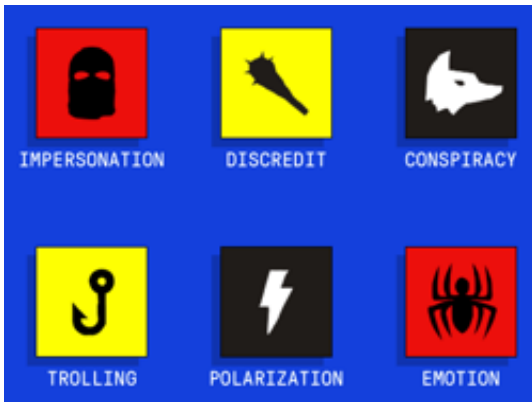 IMPERSONATION DISCREDIT CONSPIRACY
TROLLING POLARIZATION EMOTION